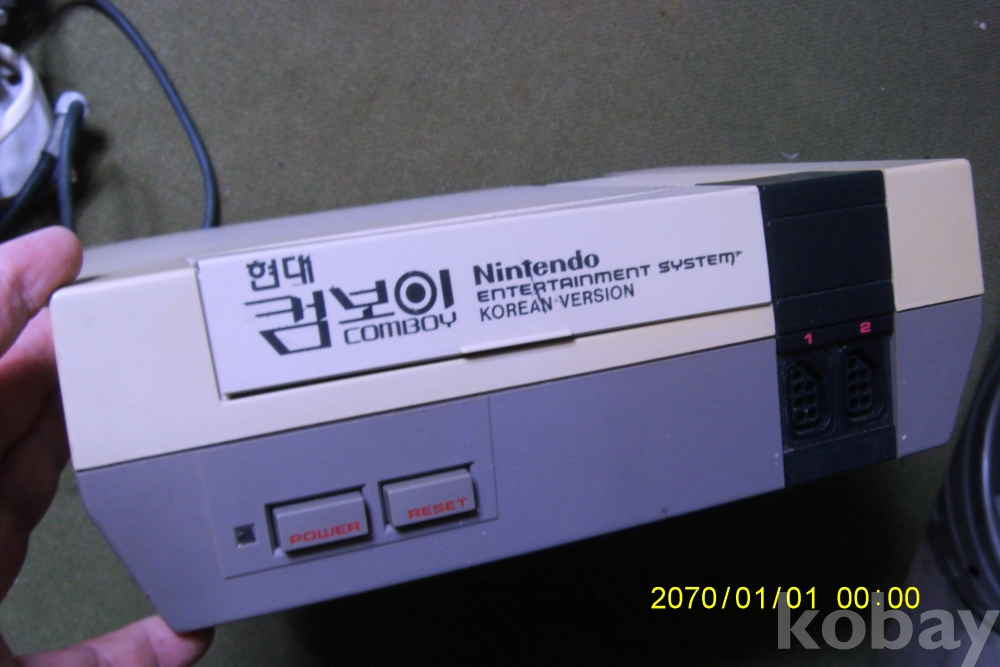 현대
컴보이
COMBOY
Nintendo
ENTERTAINMENT SYSTEM™
KOREAN VERSION
1 2
POWER RESET
2070/01/01 00:00
kobay